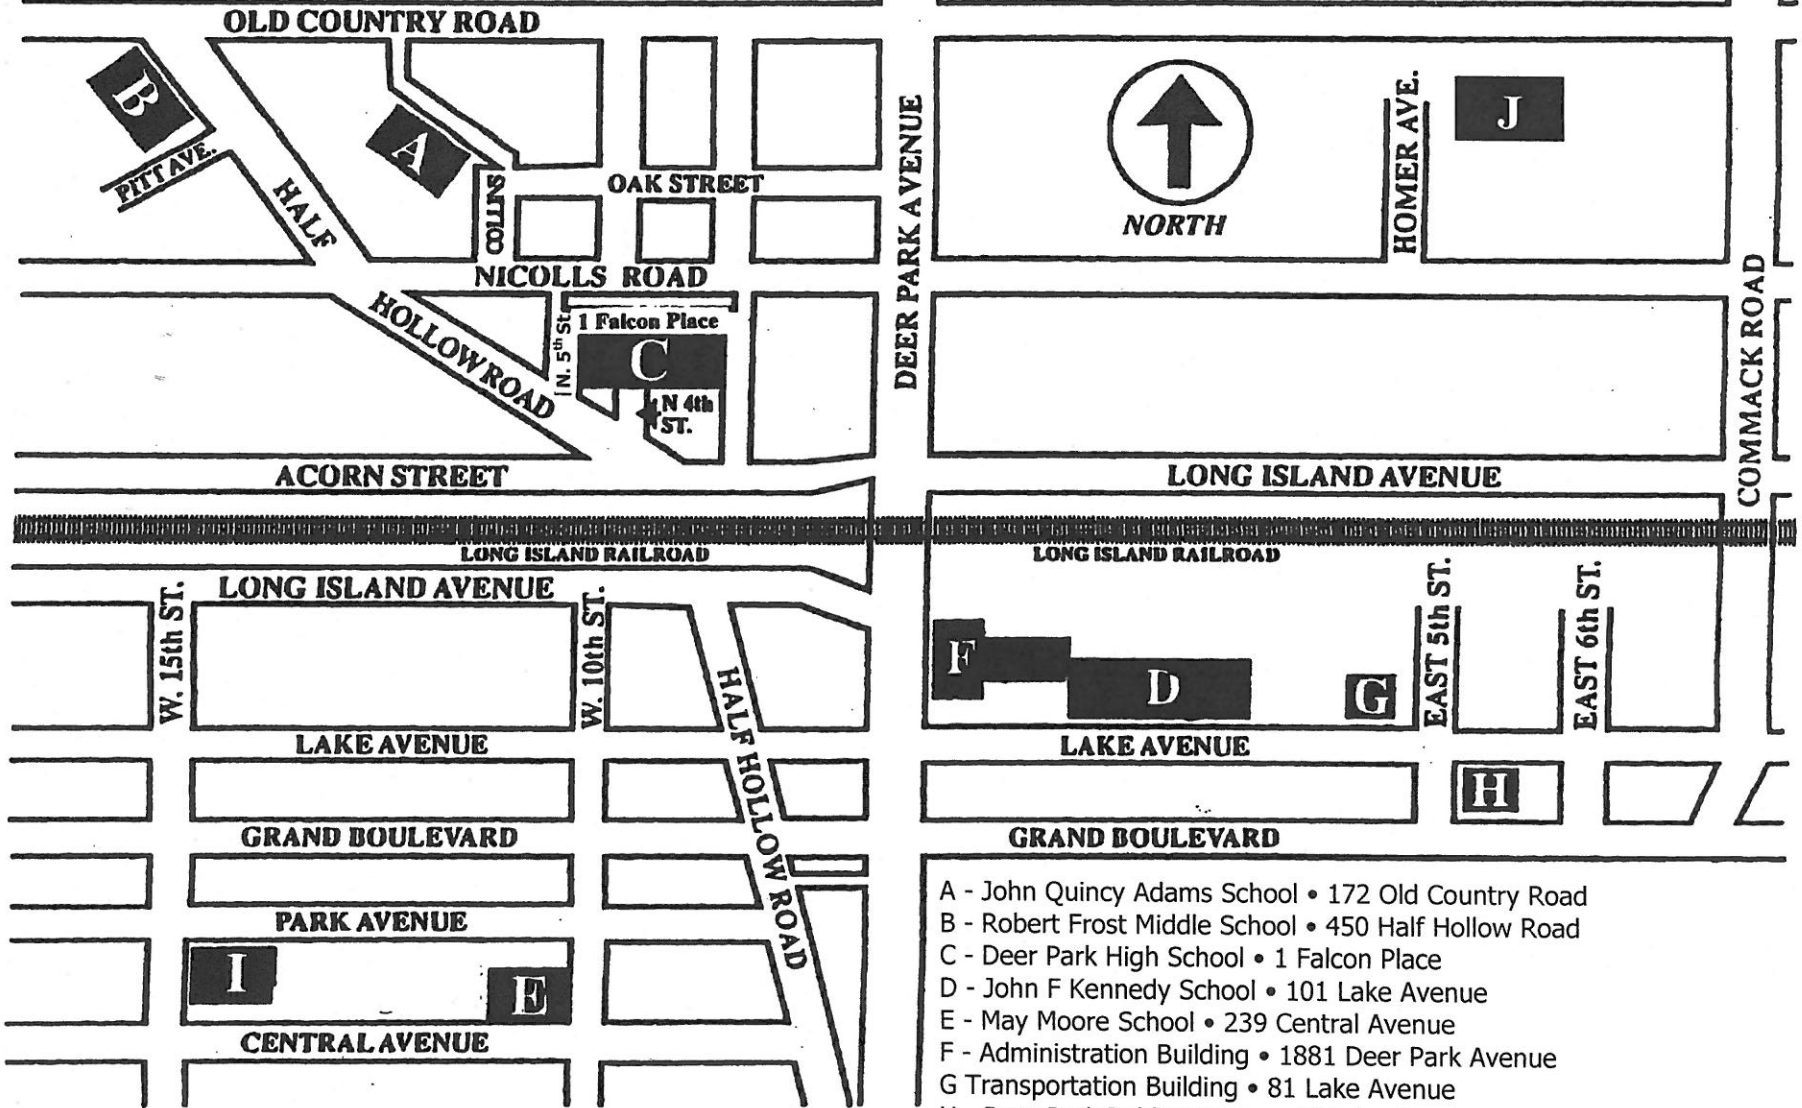 OLD COUNTRY ROAD
B
A
J
PITT AVE.
HALF
COLLINS
OAK STREET
DEER PARK AVENUE
NORTH
HOMER AVE.
NICOLLS ROAD
HOLLOW ROAD
N. 5th St.
1 Falcon Place
C
N 4th
ST.
COMMACK ROAD
ACORN STREET
LONG ISLAND AVENUE
LONG ISLAND RAILROAD
LONG ISLAND RAILROAD
LONG ISLAND AVENUE
W. 15th ST.
W. 10th ST.
HALF HOLLOW ROAD
F
D
G
EAST 5th ST.
EAST 6th ST.
LAKE AVENUE
LAKE AVENUE
H
GRAND BOULEVARD
GRAND BOULEVARD
PARK AVENUE
I
E
CENTRAL AVENUE
A - John Quincy Adams School • 172 Old Country Road
B - Robert Frost Middle School • 450 Half Hollow Road
C - Deer Park High School • 1 Falcon Place
D - John F Kennedy School • 101 Lake Avenue
E - May Moore School • 239 Central Avenue
F - Administration Building • 1881 Deer Park Avenue
G Transportation Building • 81 Lake Avenue